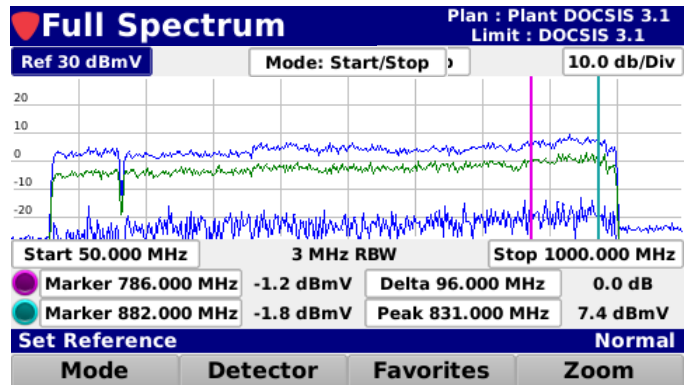 Full Spectrum
Plan : Plant DOCSIS 3.1
Limit : DOCSIS 3.1
Ref 30 dBmV
Mode: Start/Stop
10.0 db/Div
20
10
0
-10
-20
Start 50.000 MHz
3 MHz RBW
Stop 1000.000 MHz
Marker 786.000 MHz -1.2 dBmV Delta 96.000 MHz 0.0 dB
Marker 882.000 MHz -1.8 dBmV Peak 831.000 MHz 7.4 dBmV
Set Reference
Normal
Mode Detector Favorites Zoom